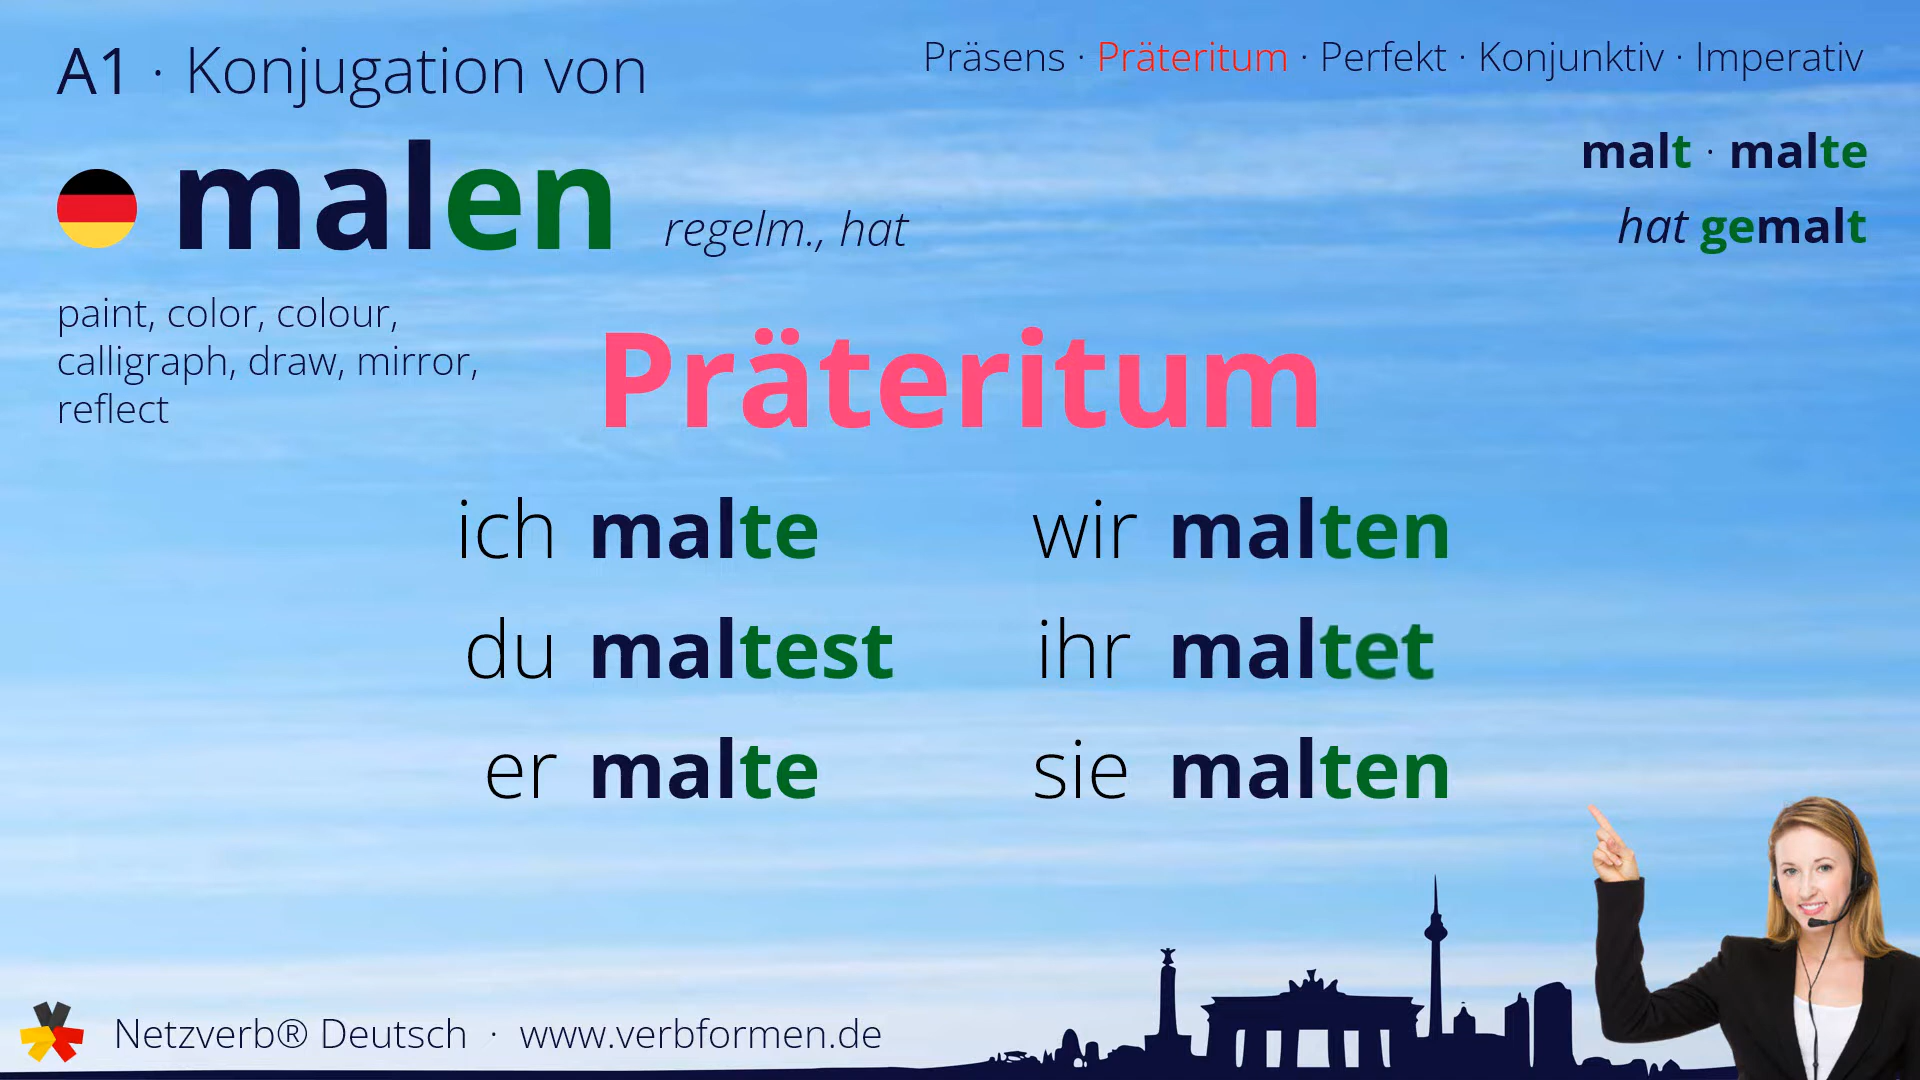 A1 · Konjugation von
Präsens · Präteritum · Perfekt · Konjunktiv · Imperativ
malen regelm., hat
malt · malte
hat gemalt
paint, color, colour,
calligraph, draw, mirror,
reflect
Präteritum
ich malte
du maltest
er malte
wir malten
ihr maltet
sie malten
Netzverb® Deutsch · www.verbformen.de